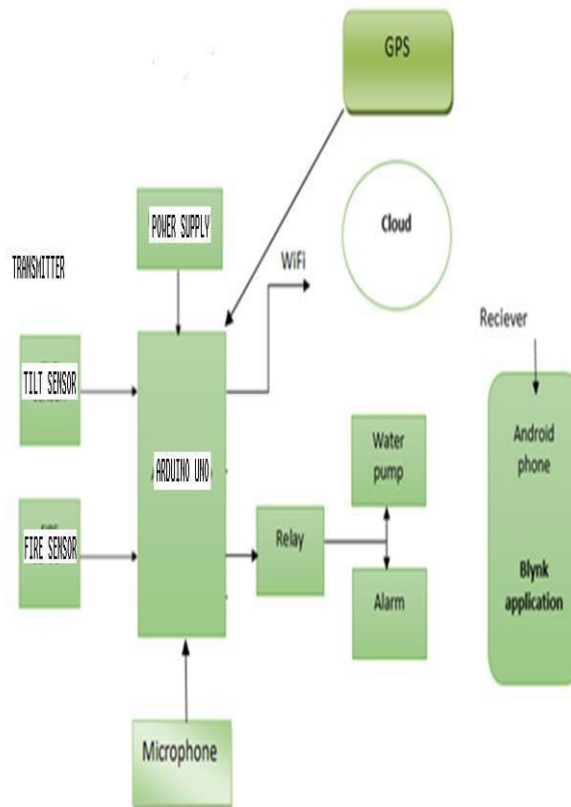 GPS
POWER SUPPLY
Cloud
WiFi
TRANSMITTER
Reciever
TILT SENSOR
Water
pump
Android
phone
ARDUINO UNO
Relay
FIRE SENSOR
Alarm
Blynk
application
Microphone